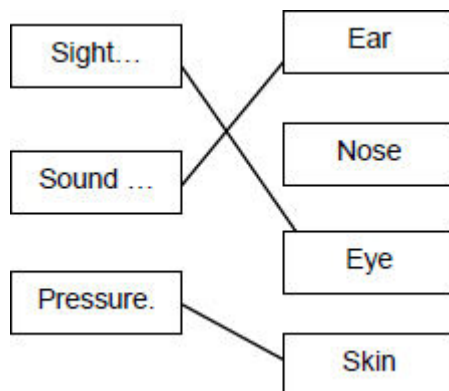 Sight…
Ear
Sound …
Nose
Eye
Pressure.
Skin